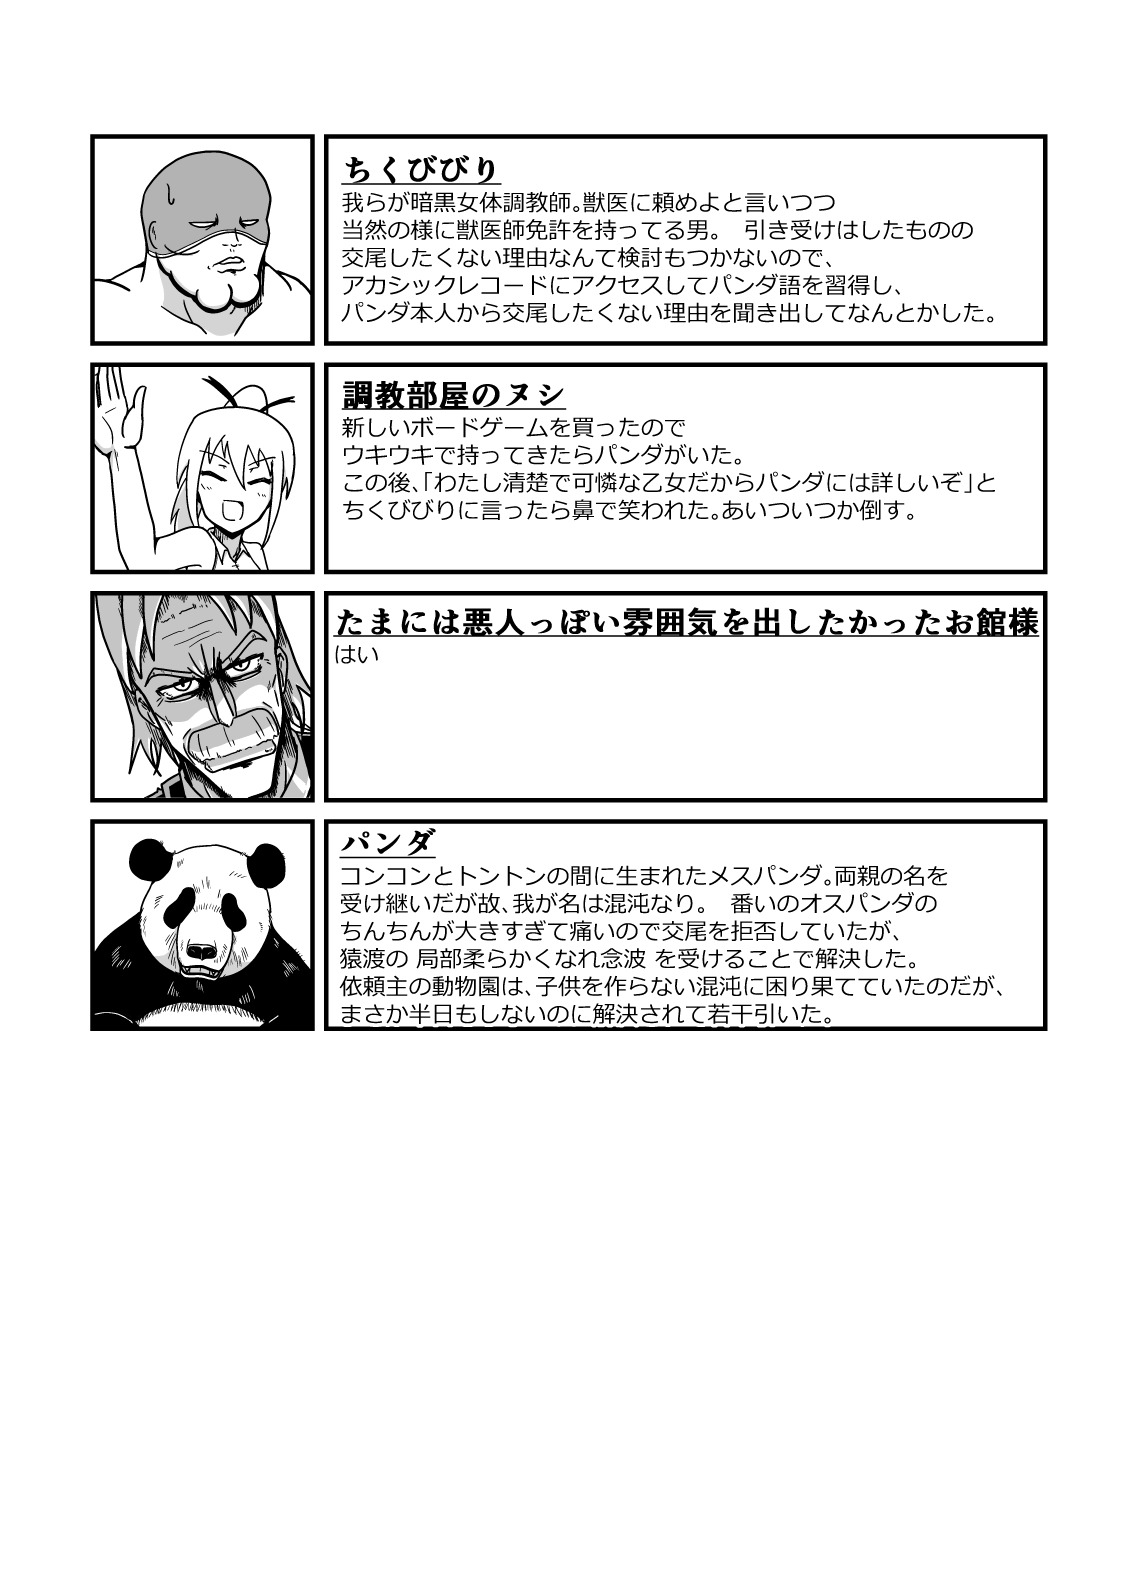 ちくびびり
我らが暗黒女体調教師。獣医に頼めよと言いつつ
当然の様に獣医師免許を持ってる男。　引き受けはしたものの
交尾したくない理由なんて検討もつかないので、
アカシックレコードにアクセスしてパンダ語を習得し、
パンダ本人から交尾したくない理由を聞き出してなんとかした。
調教部屋のヌシ
新しいボードゲームを買ったので
ウキウキで持ってきたらパンダがいた。
この後、「わたし清楚で可憐な乙女だからパンダには詳しいぞ」と
ちくびびりに言ったら鼻で笑われた。あいついつか倒す。
たまには悪人っぽい雰囲気を出したかったお館様
はい
パンダ
コンコンとトントンの間に生まれたメスパンダ。両親の名を
受け継いだが故、我が名は混沌なり。　番いのオスパンダの
ちんちんが大きすぎて痛いので交尾を拒否していたが、
猿渡の 局部柔らかくなれ念波 を受けることで解決した。
依頼主の動物園は、子供を作らない混沌に困り果てていたのだが、
まさか半日もしないのに解決されて若干引いた。